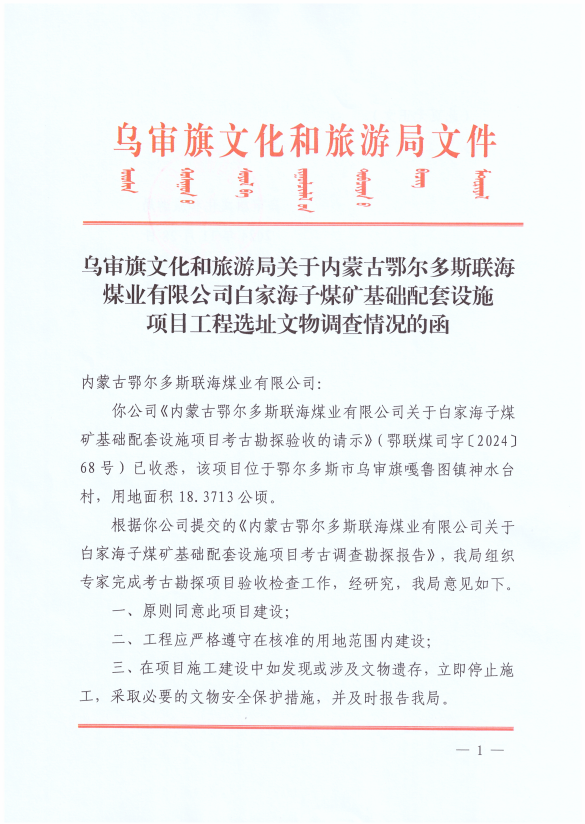 乌审旗文化和旅游局文件
乌审旗文化和旅游局关于内蒙古鄂尔多斯联海
煤业有限公司白家海子煤矿基础配套设施
项目工程选址文物调查情况的函
内蒙古鄂尔多斯联海煤业有限公司:
你公司《内蒙古鄂尔多斯联海煤业有限公司关于白家海子煤
矿基础配套设施项目考古勘探验收的请示》(鄂联煤司字〔2024〕
68号)已收悉，该项目位于鄂尔多斯市乌审旗嘎鲁图镇神水台
村，用地面积18.3713公顷。
根据你公司提交的《内蒙古鄂尔多斯联海煤业有限公司关于
白家海子煤矿基础配套设施项目考古调查勘探报告》，我局组织
专家完成考古勘探项目验收检查工作，经研究，我局意见如下。
一、原则同意此项目建设;
二、工程应严格遵守在核准的用地范围内建设;
三、在项目施工建设中如发现或涉及文物遗存，立即停止施
工，采取必要的文物安全保护措施，并及时报告我局。
— 1 —